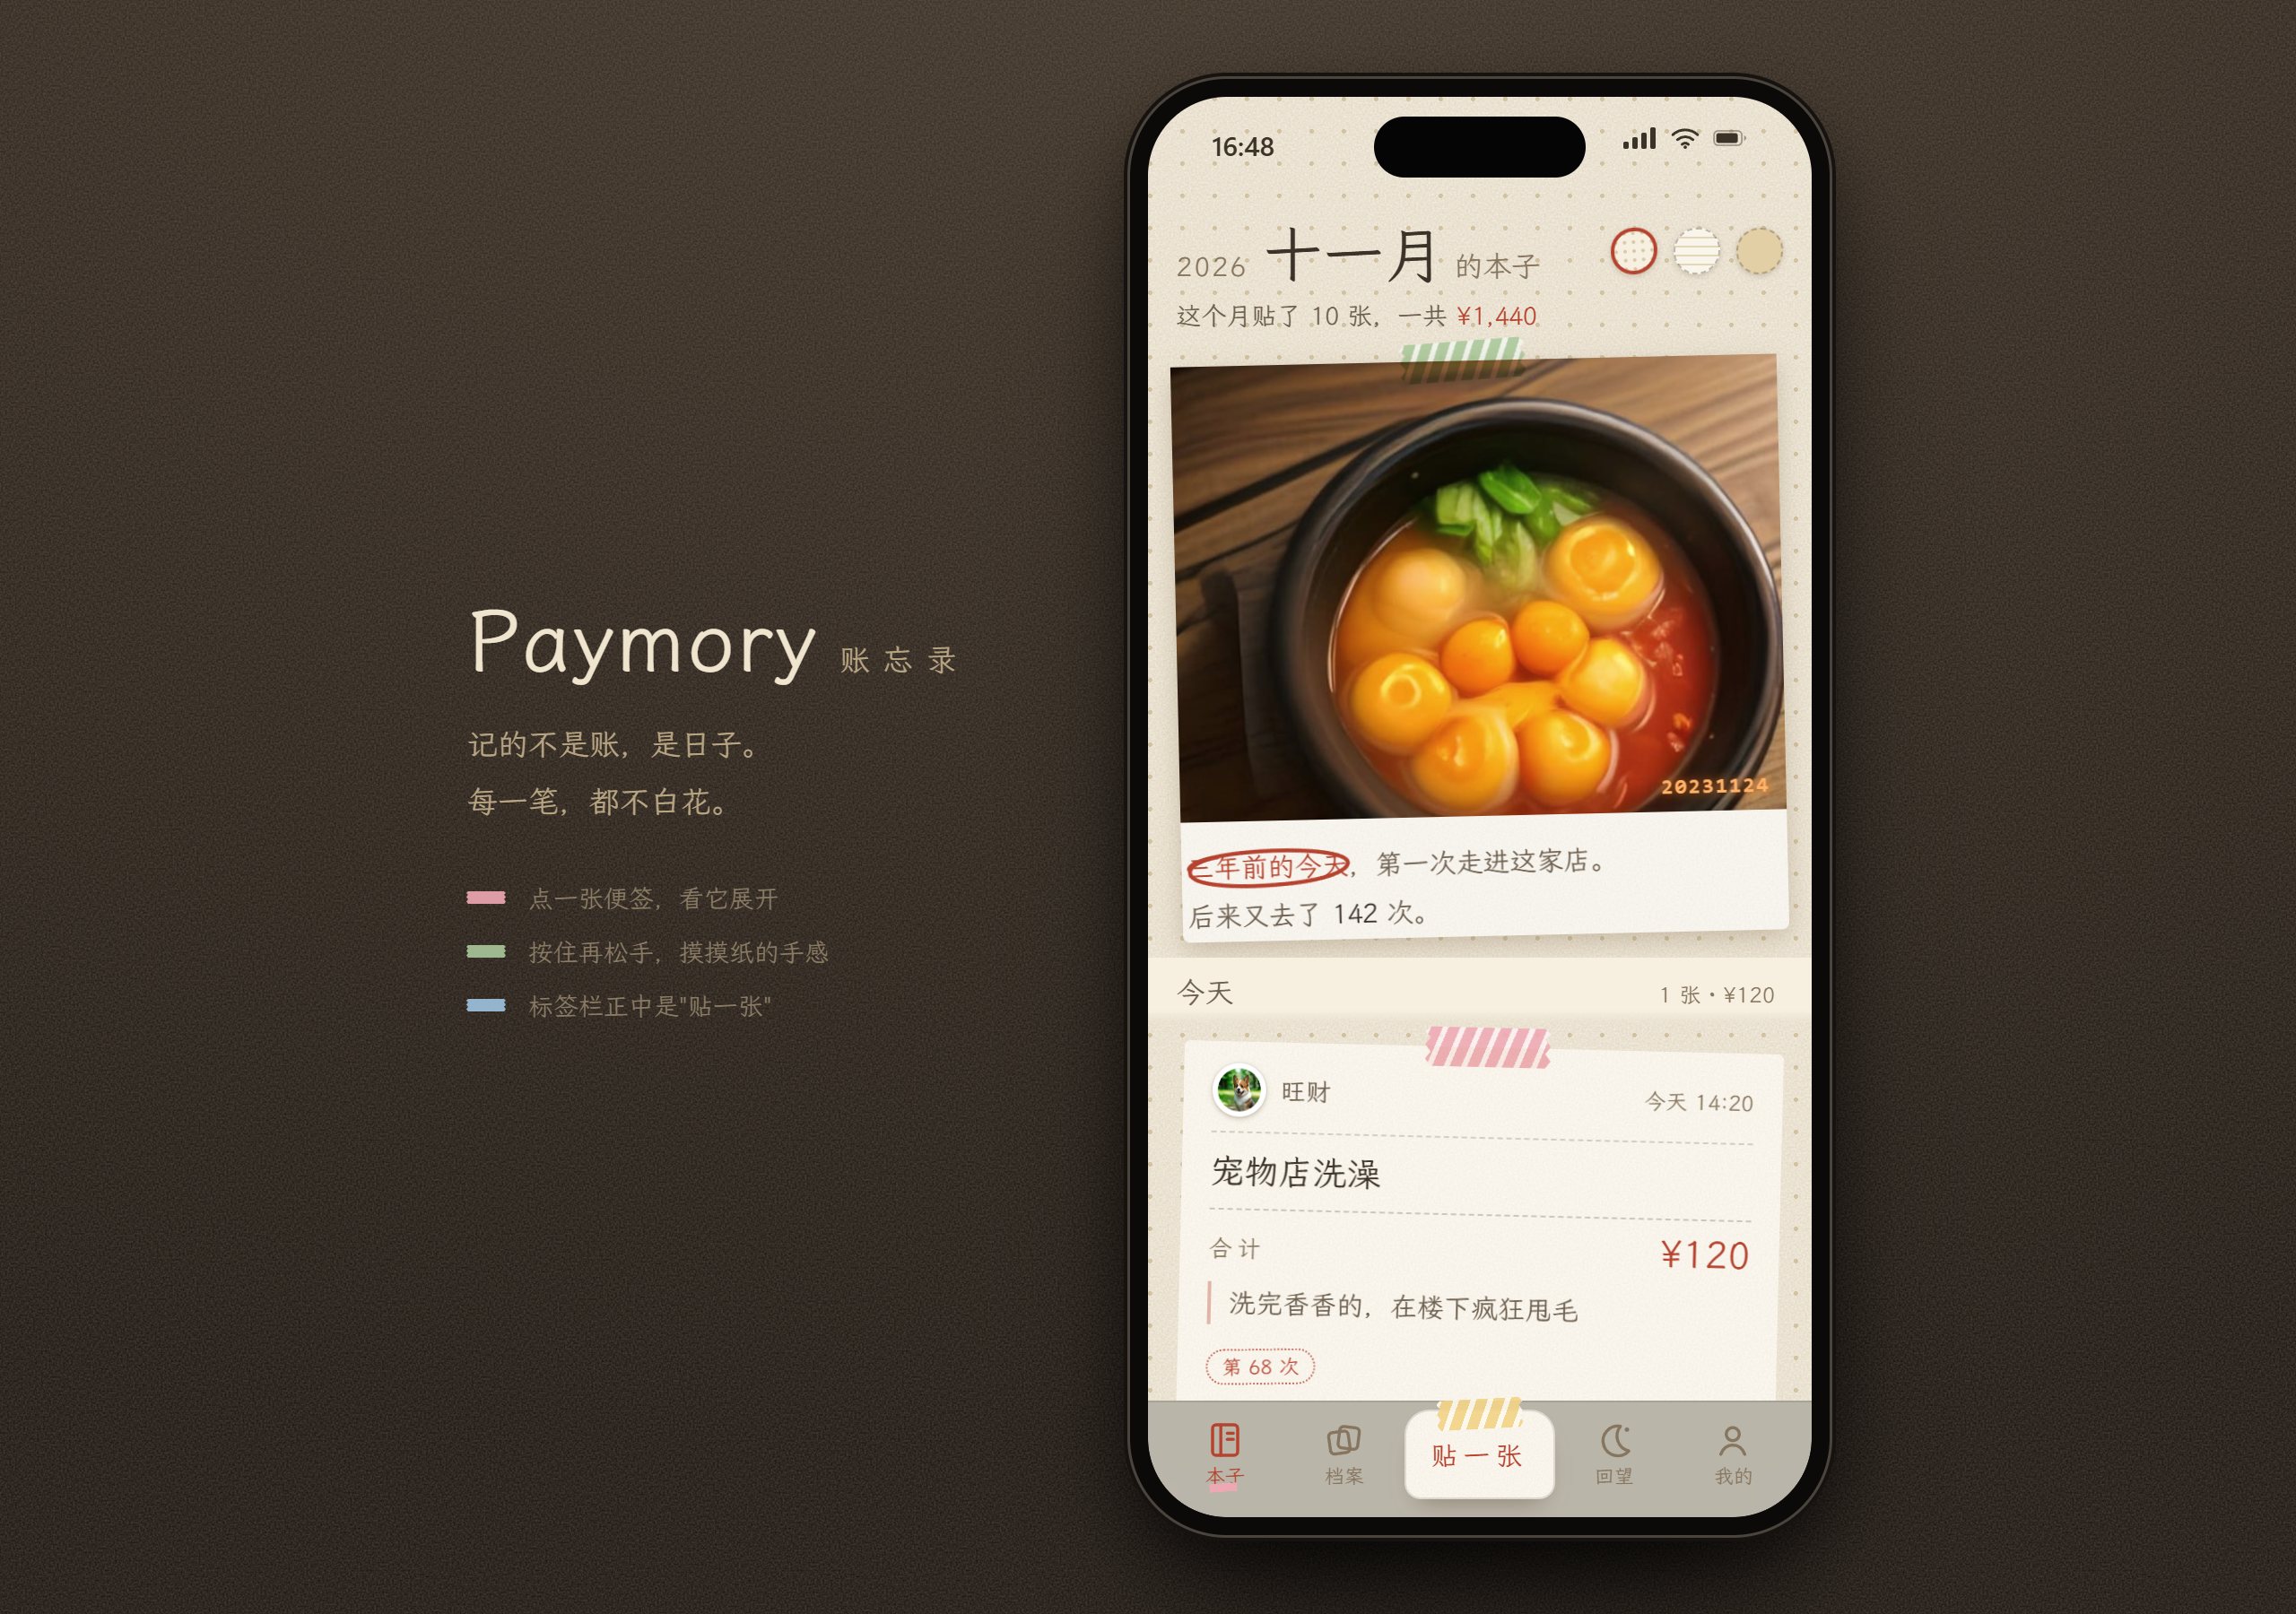 Paymory 账忘录
记的不是账，是日子。
每一笔，都不白花。
点一张便签，看它展开
按住再松手，摸摸纸的手感
标签栏正中是"贴一张"
16:48
2026 十一月 的本子
这个月贴了 10 张，一共 ¥1,440
20231124
三年前的今天，第一次走进这家店。
后来又去了 142 次。
今天 1 张·¥120
旺财 今天 14:20
宠物店洗澡
合计 ¥120
洗完香香的，在楼下疯狂甩毛
第 68 次
本子 档案 贴一张 回望 我的